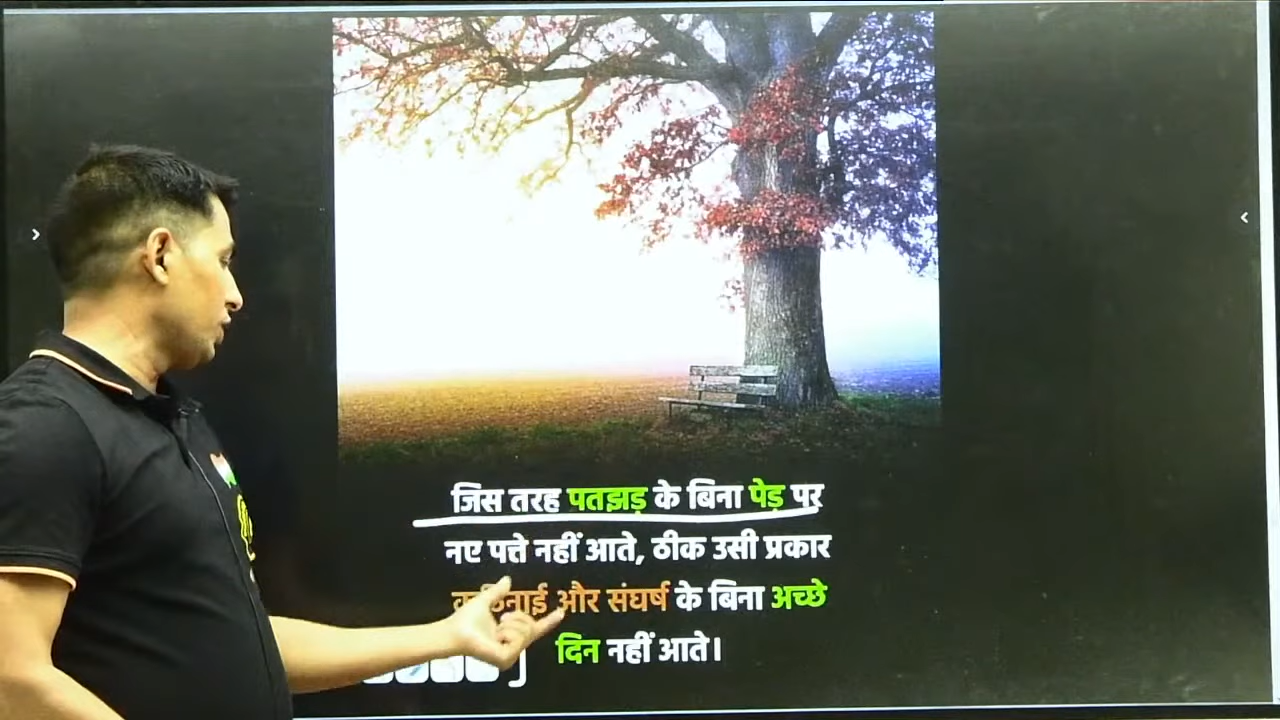 जिस तरह पतझड़ के बिना पेड़ पर
नए पत्ते नहीं आते, ठीक उसी प्रकार
और संघर्ष के बिना अच्छे
दिन नहीं आते।